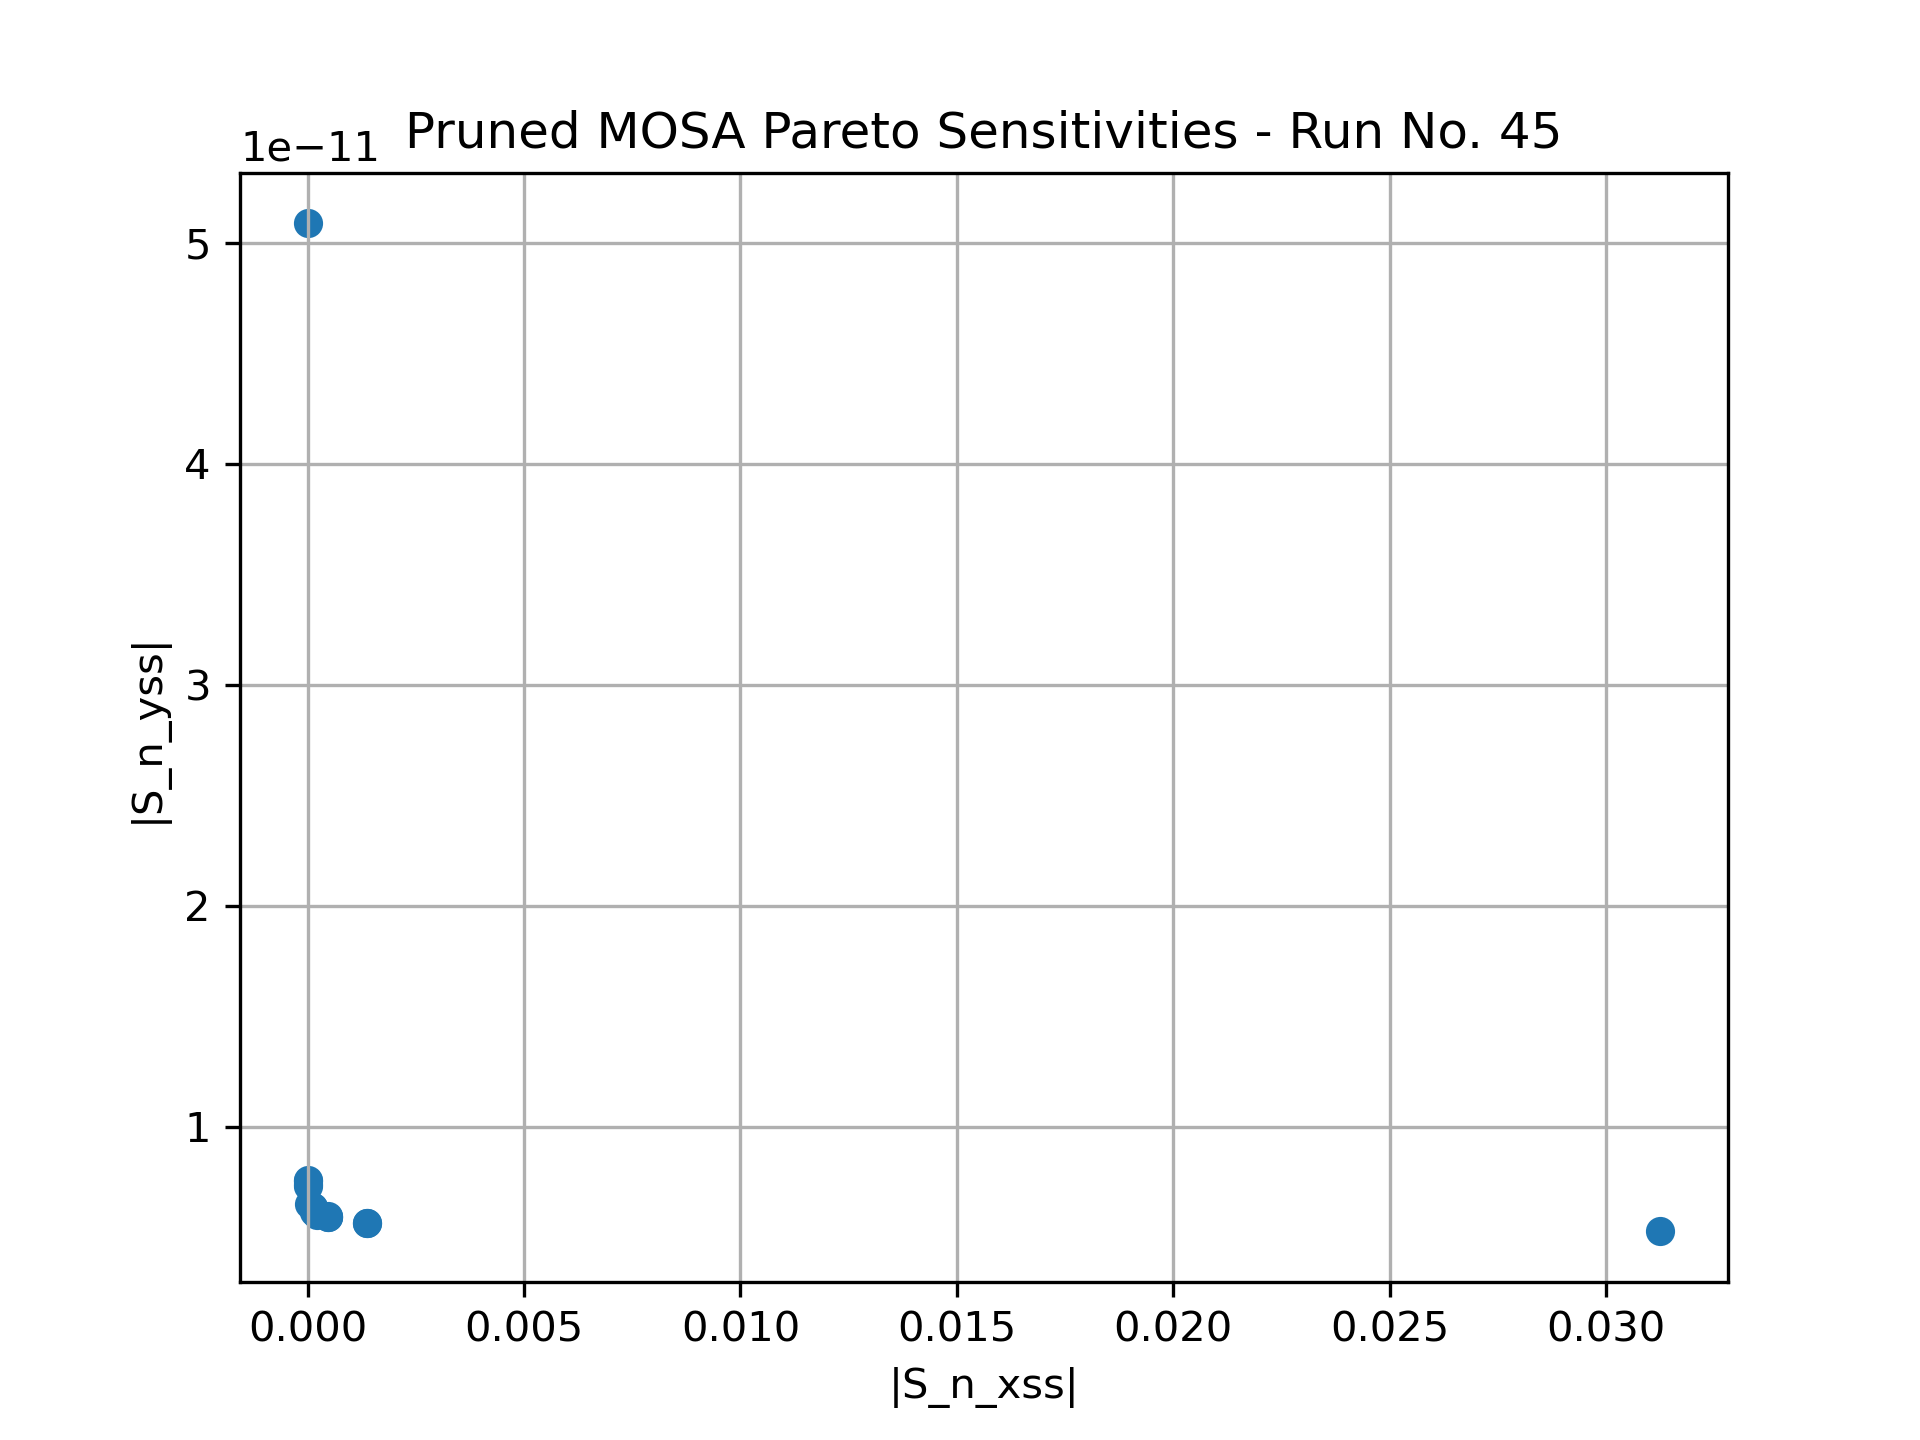 Pruned MOSA Pareto Sensitivities - Run No. 45
1e−11
5
4
3
2
1
|S_n_yss|
0.000 0.005 0.010 0.015 0.020 0.025 0.030
|S_n_xss|